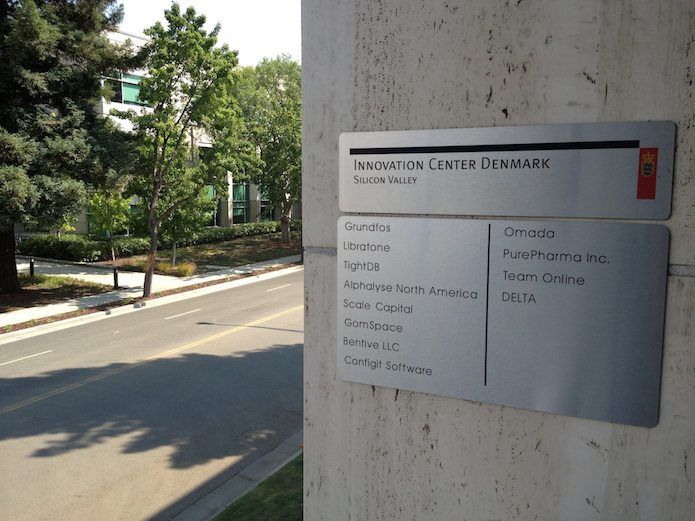 INNOVATION CENTER DENMARK
SILICON VALLEY
Grundfos
Libratone
TightDB
Alphalyse North America
Scale Capital
GomSpace
Bentive LLC
Configit Software
Omada
PurePharma Inc.
Team Online
DELTA